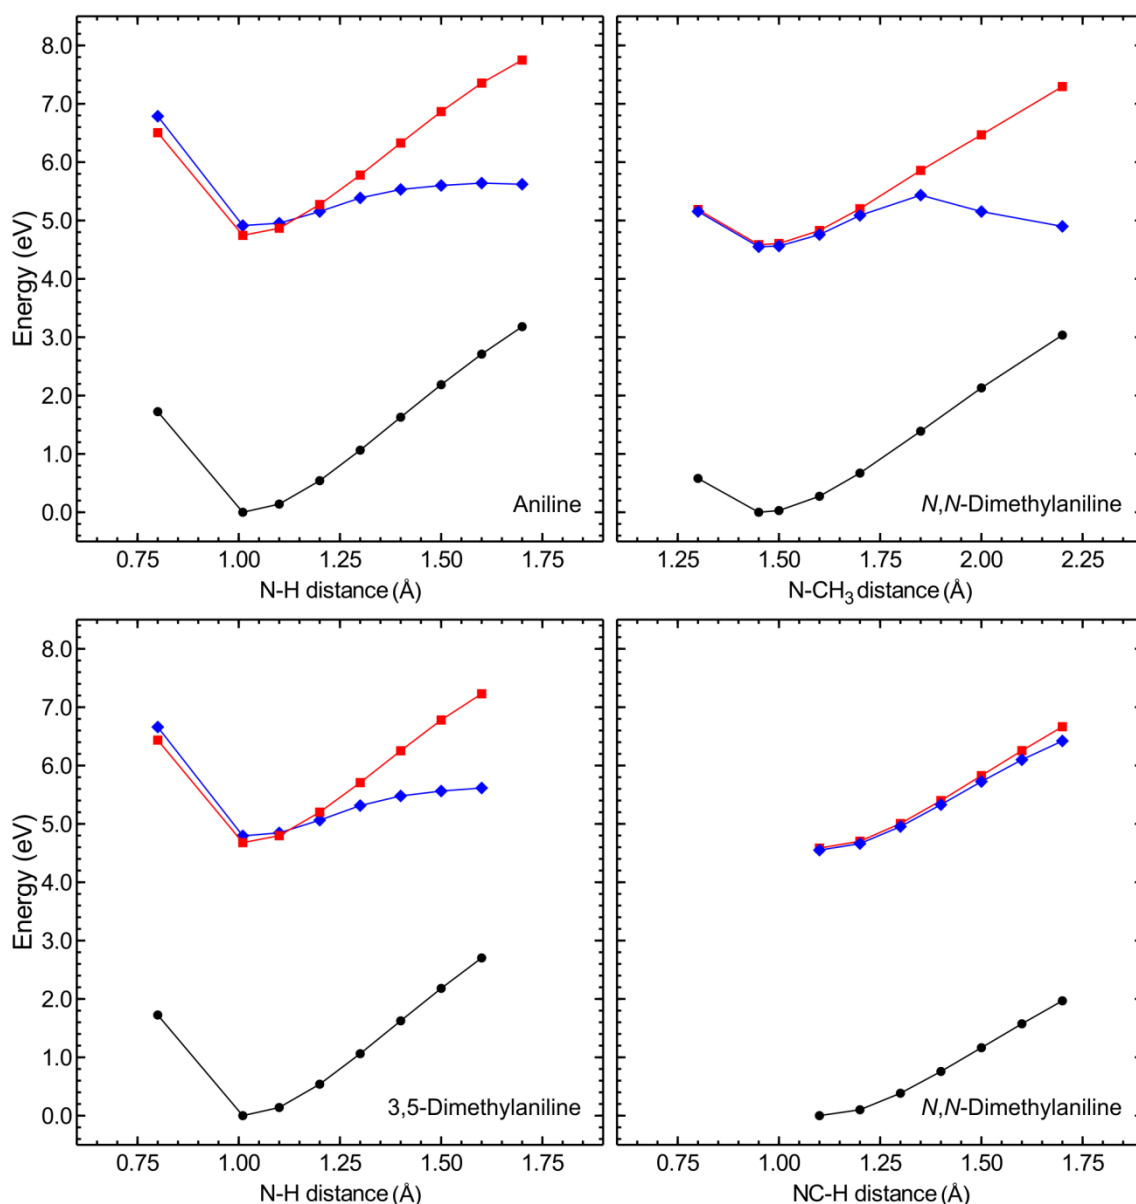 8.0
7.0
6.0
5.0
4.0
3.0
2.0
1.0
0.0
Energy (eV)
Aniline
0.75 1.00 1.25 1.50 1.75
N-H distance (Å)
N,N-Dimethylaniline
1.25 1.50 1.75 2.00 2.25
N-CH₃ distance (Å)
8.0
7.0
6.0
5.0
4.0
3.0
2.0
1.0
0.0
Energy (eV)
3,5-Dimethylaniline
0.75 1.00 1.25 1.50 1.75
N-H distance (Å)
N,N-Dimethylaniline
0.75 1.00 1.25 1.50 1.75
NC-H distance (Å)